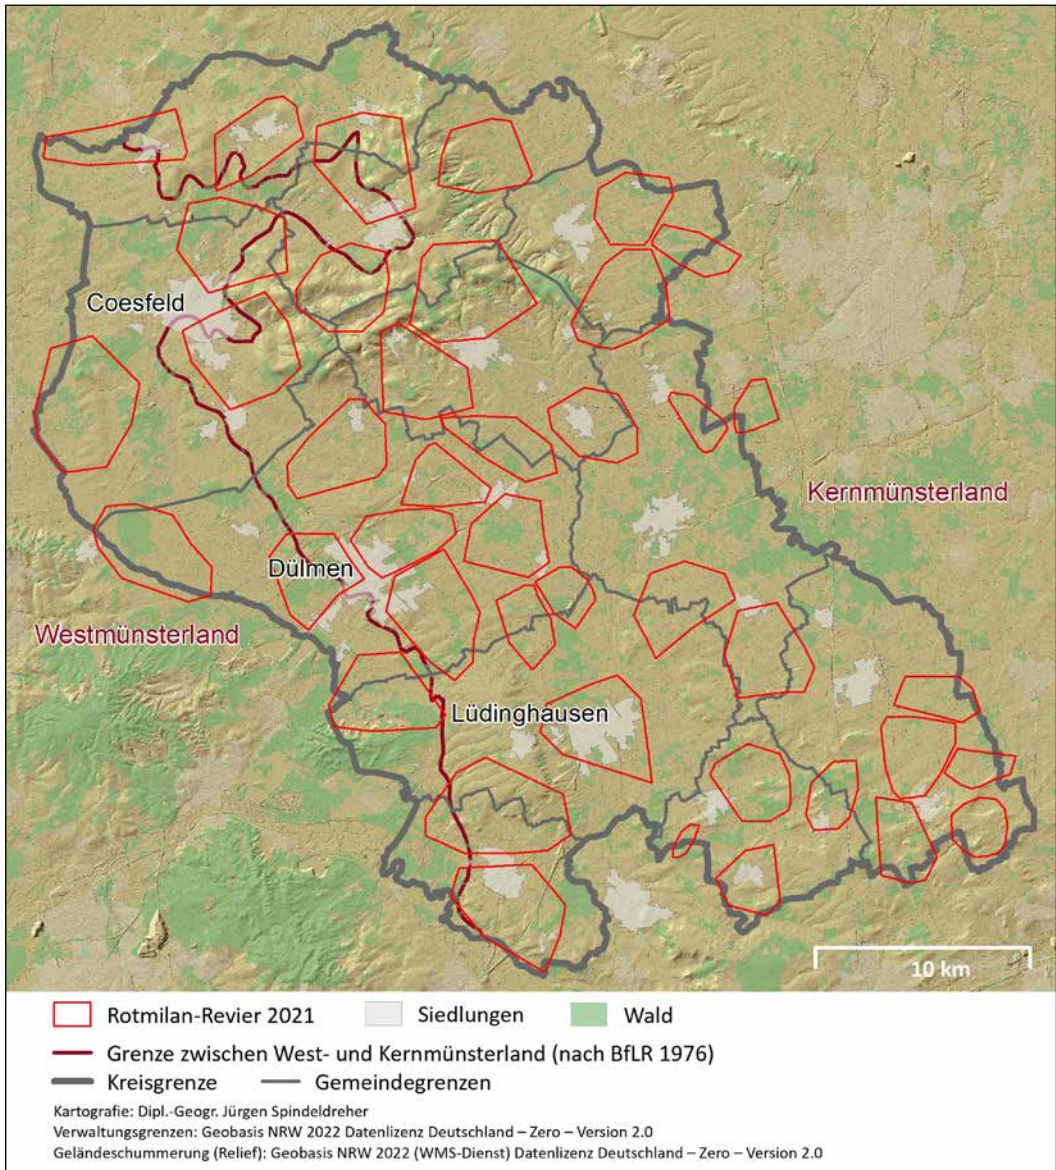 Coesfeld
Kernmünsterland
Dülmen
Westmünsterland
Lüdinghausen
10 km
Rotmilan-Revier 2021
Siedlungen
Wald
Grenze zwischen West- und Kernmünsterland (nach BfLR 1976)
Kreisgrenze
Gemeindegrenzen
Kartografie: Dipl.-Geogr. Jürgen Spindeldreher
Verwaltungsgrenzen: Geobasis NRW 2022 Datenlizenz Deutschland – Zero – Version 2.0
Geländeschummerung (Relief): Geobasis NRW 2022 (WMS-Dienst) Datenlizenz Deutschland – Zero – Version 2.0